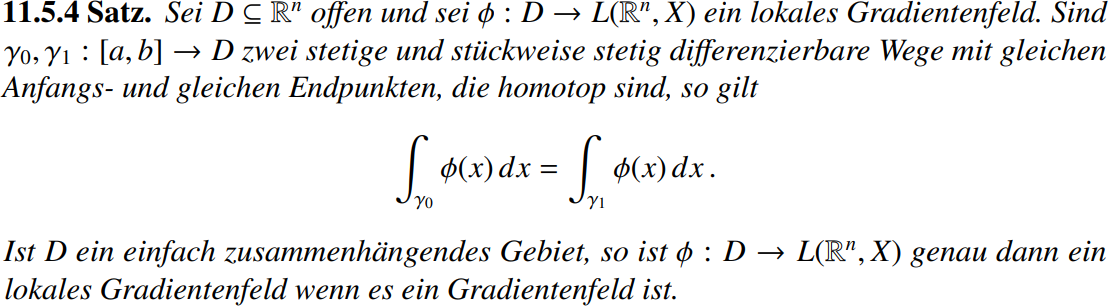 11.5.4 Satz. Sei D ⊆ ℝⁿ offen und sei ϕ : D → L(ℝⁿ, X) ein lokales Gradientenfeld. Sind
γ₀, γ₁ : [a, b] → D zwei stetige und stückweise stetig differenzierbare Wege mit gleichen
Anfangs- und gleichen Endpunkten, die homotop sind, so gilt
∫_γ₀ ϕ(x) dx = ∫_γ₁ ϕ(x) dx .
Ist D ein einfach zusammenhängendes Gebiet, so ist ϕ : D → L(ℝⁿ, X) genau dann ein
lokales Gradientenfeld wenn es ein Gradientenfeld ist.